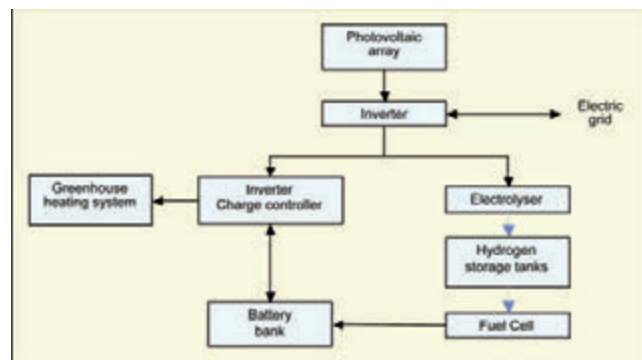 Photovoltaic
array
Inverter
Electric
grid
Greenhouse
heating system
Inverter
Charge controller
Electrolyser
Hydrogen
storage tanks
Battery
bank
Fuel Cell